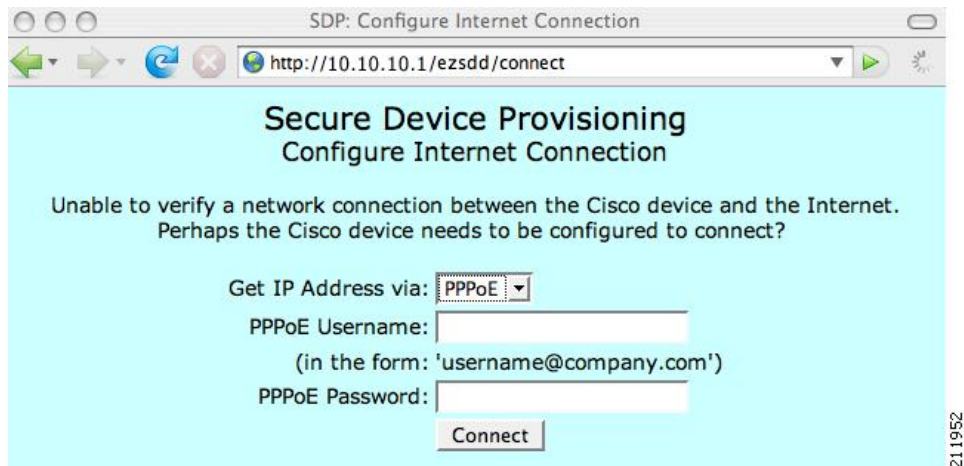 SDP: Configure Internet Connection
http://10.10.10.1/ezsdd/connect
Secure Device Provisioning
Configure Internet Connection
Unable to verify a network connection between the Cisco device and the Internet.
Perhaps the Cisco device needs to be configured to connect?
Get IP Address via: PPPoE
PPPoE Username:
(in the form: 'username@company.com')
PPPoE Password:
Connect
211952